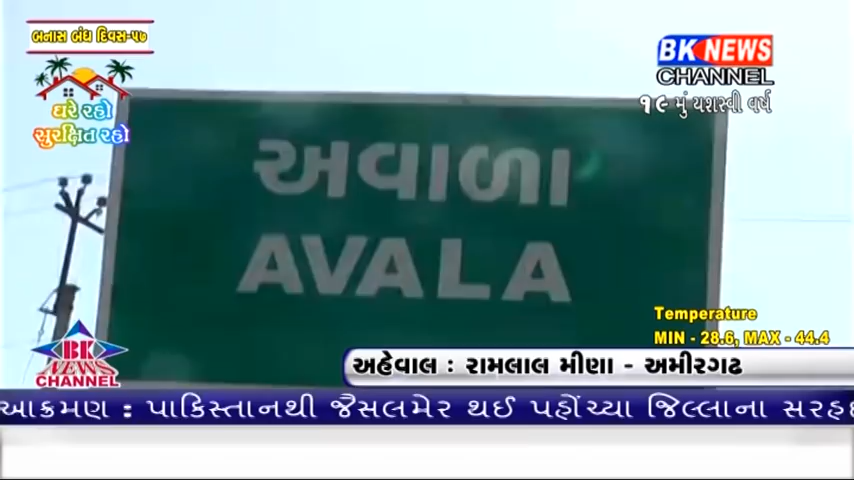 બનાસ બંધ દિવસ-૫૭
ઘરે રહો
સુરક્ષિત રહો
BK NEWS
CHANNEL
૧૯ મું યશસ્વી વર્ષ
અવાળા
AVALA
Temperature
MIN - 28.6, MAX - 44.4
BK
NEWS
CHANNEL
અહેવાલ : રામલાલ મીણા - અમીરગઢ
આક્રમણ : પાકિસ્તાનથી જૈસલમેર થઈ પહોંચ્યા જિલ્લાના સરહદ